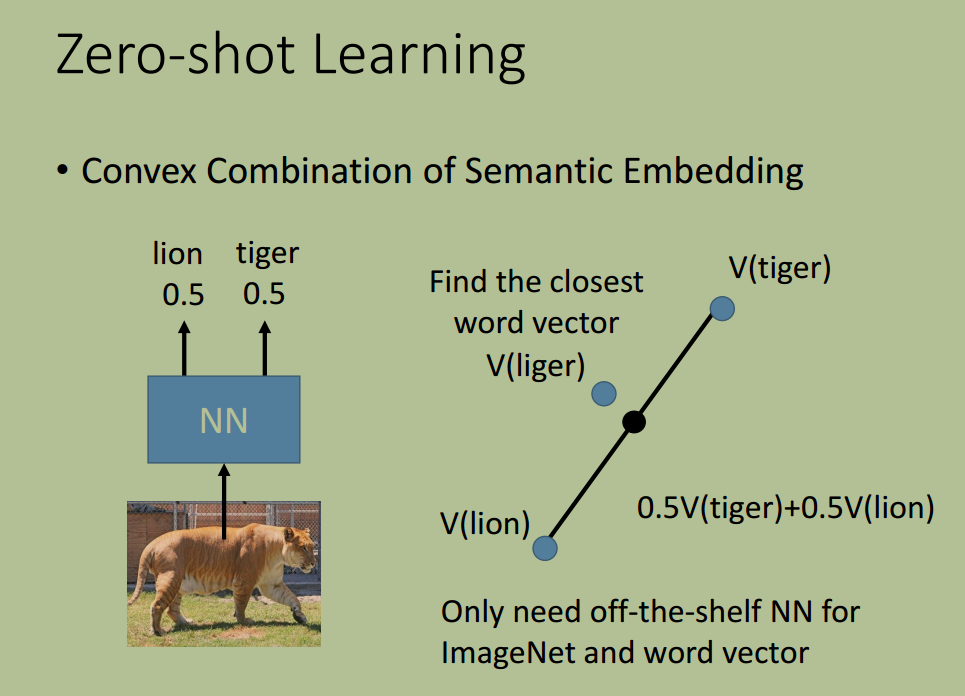 Zero-shot Learning
• Convex Combination of Semantic Embedding
lion tiger
0.5 0.5
NN
Find the closest
word vector
V(liger)
V(tiger)
V(lion)
0.5V(tiger)+0.5V(lion)
Only need off-the-shelf NN for
ImageNet and word vector